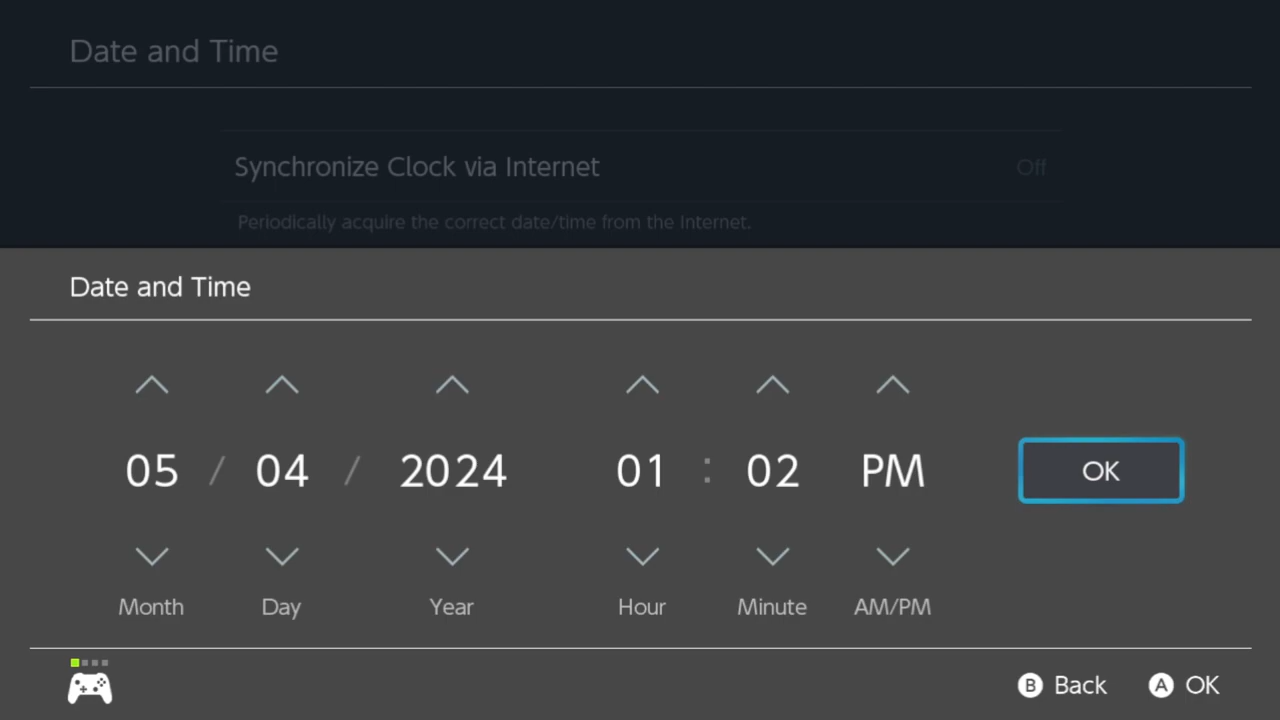 Date and Time
Synchronize Clock via Internet Off
Periodically acquire the correct date/time from the Internet.
Date and Time
05 / 04 / 2024 01 : 02 PM OK
Month Day Year Hour Minute AM/PM
B Back A OK